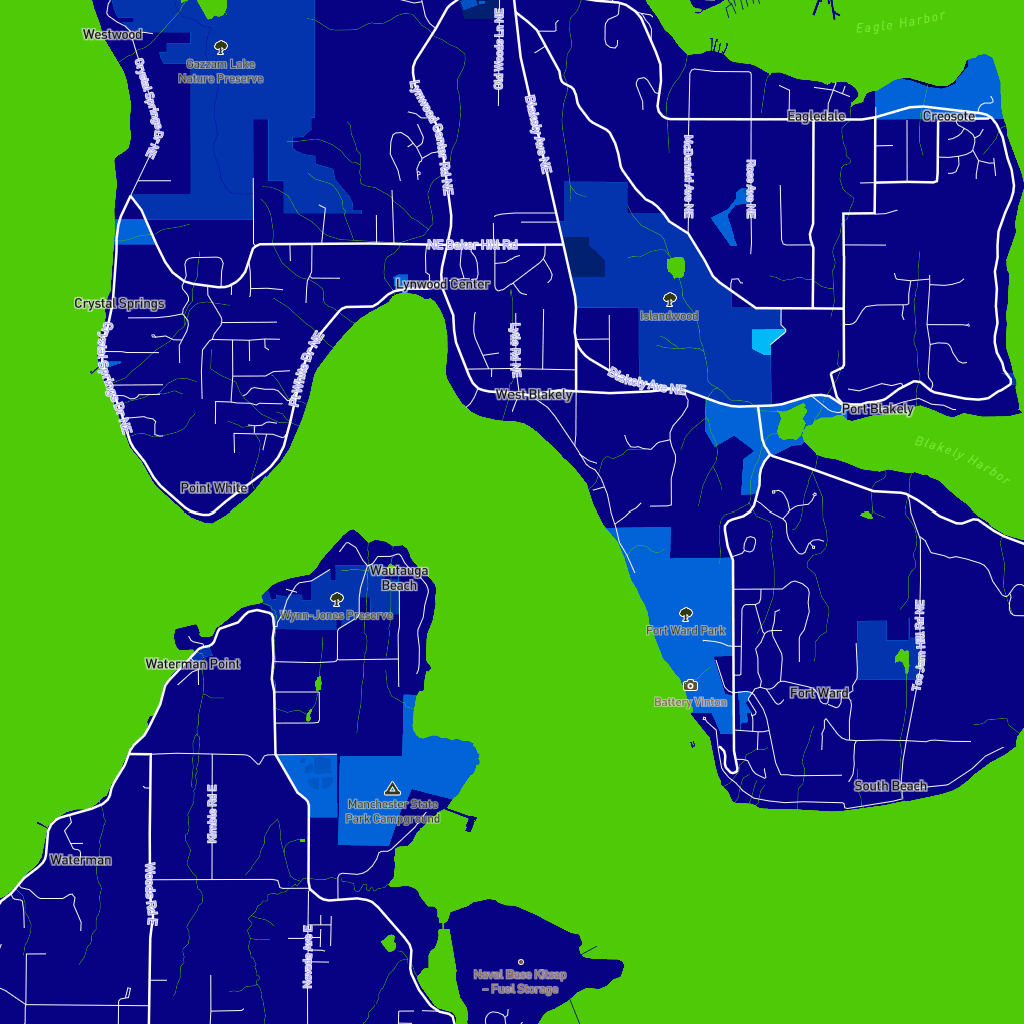 Eagle Harbor
Westwood
Gazzam Lake
Nature Preserve
Old Woods Ln NE
Crystal Springs Dr NE
Lynwood Center Rd NE
Blakely Ave NE
Eagledale
Creosote
McDonald Ave NE
Rose Ave NE
NE Baker Hill Rd
Lynwood Center
Crystal Springs
Islandwood
Crystal Springs Dr NE
Pt White Dr NE
Lytle Rd NE
Blakely Ave NE
West Blakely
Port Blakely
Blakely Harbor
Point White
Wautauga
Beach
Wynn-Jones Preserve
Fort Ward Park
Toe Jam Hill Rd NE
Waterman Point
Fort Ward
Battery Vinton
South Beach
Manchester State
Park Campground
Kimble Rd E
Waterman
Woods Rd E
Nevada Ave E
Naval Base Kitsap
– Fuel Storage